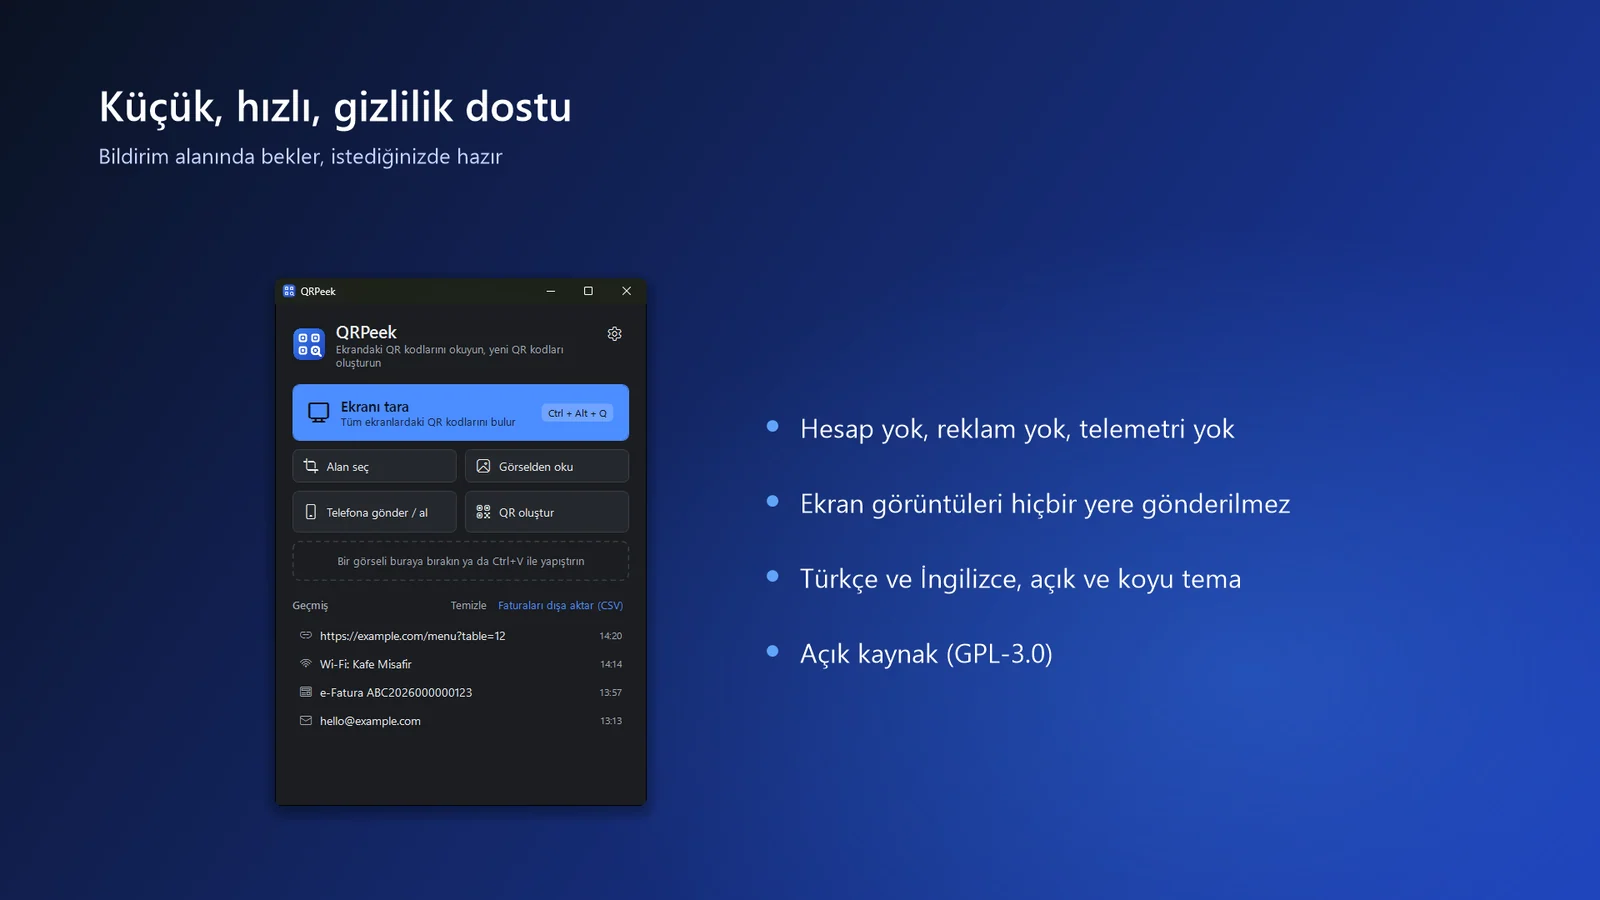 Küçük, hızlı, gizlilik dostu
Bildirim alanında bekler, istediğinizde hazır
QRPeek
QRPeek
Ekrandaki QR kodlarını okuyun, yeni QR kodları
oluşturun
Ekranı tara
Tüm ekranlardaki QR kodlarını bulur
Ctrl + Alt + Q
Alan seç
Görselden oku
Telefona gönder / al
QR oluştur
Bir görseli buraya bırakın ya da Ctrl+V ile yapıştırın
Geçmiş
Temizle
Faturaları dışa aktar (CSV)
https://example.com/menu?table=12
14:20
Wi-Fi: Kafe Misafir
14:14
e-Fatura ABC2026000000123
13:57
hello@example.com
13:13
Hesap yok, reklam yok, telemetri yok
Ekran görüntüleri hiçbir yere gönderilmez
Türkçe ve İngilizce, açık ve koyu tema
Açık kaynak (GPL-3.0)